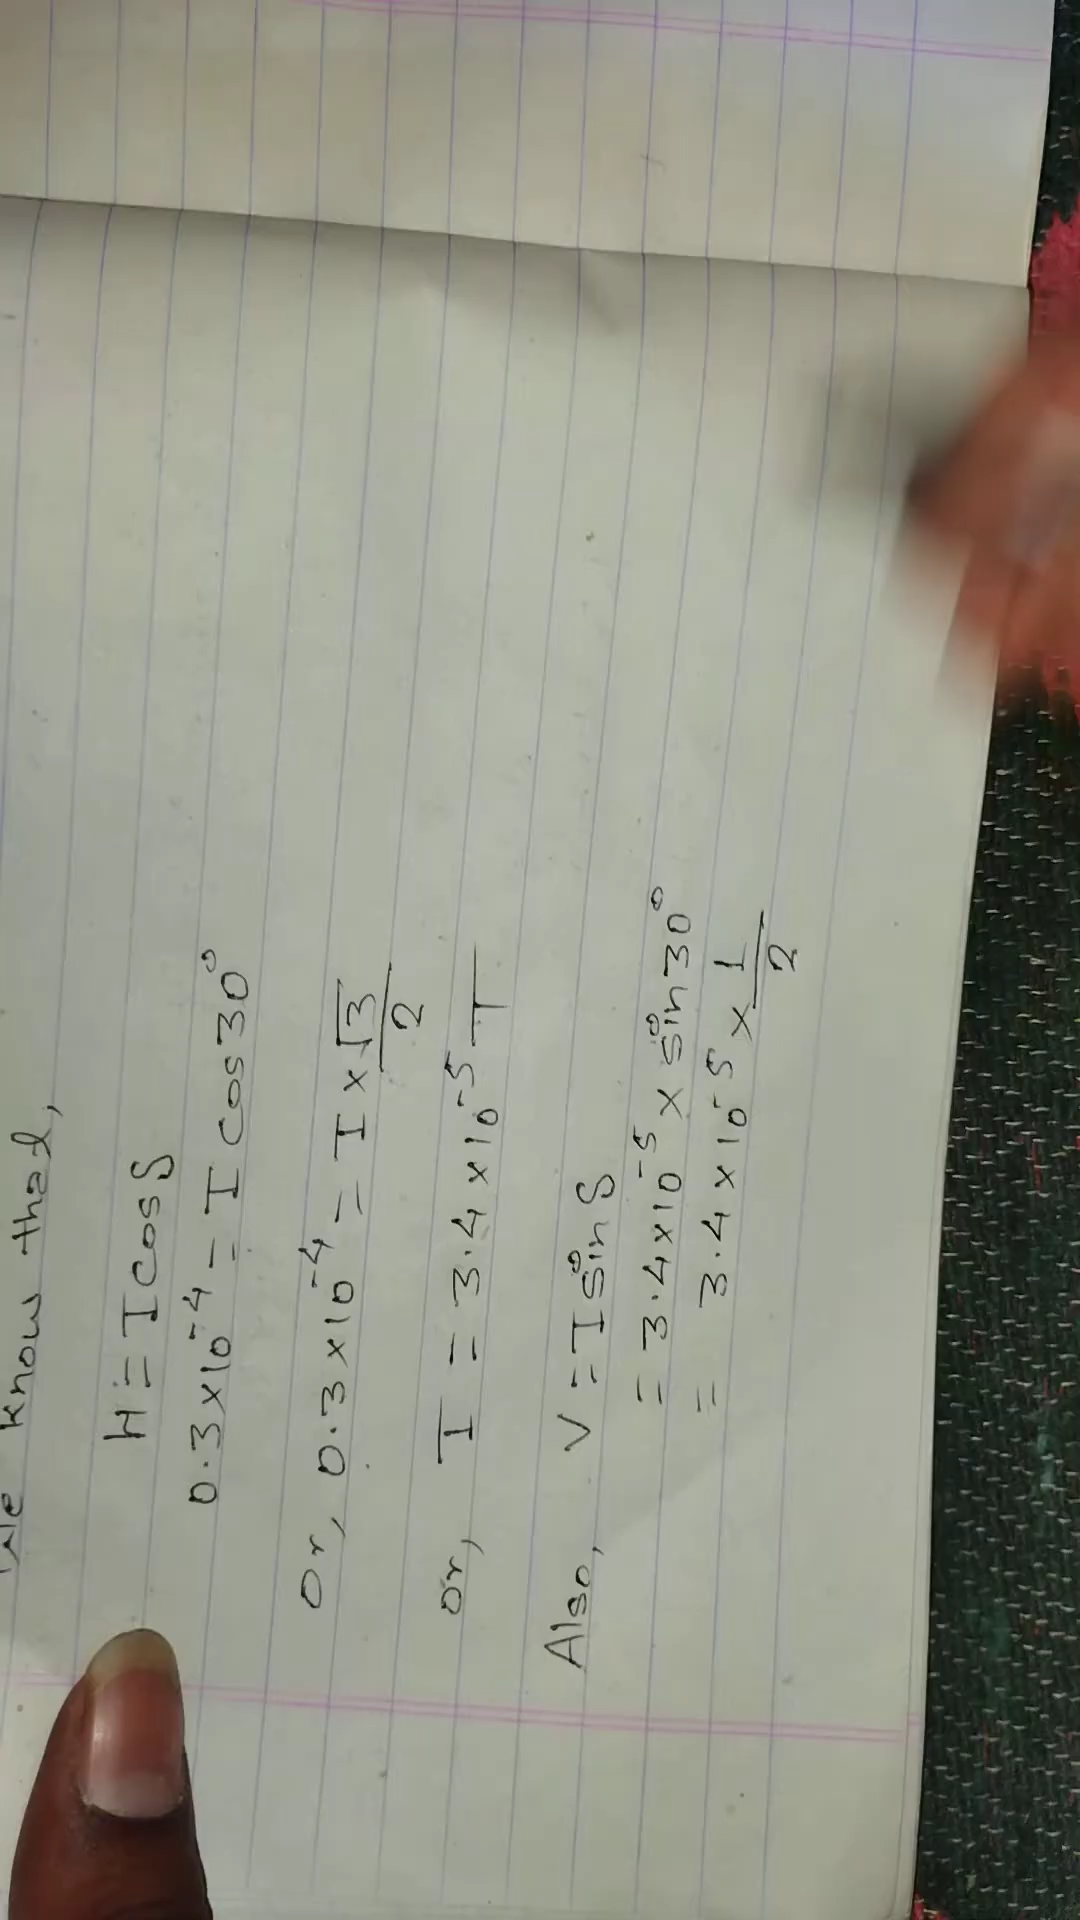 We know that,
H = I cos δ
0.3×10⁻⁴ = I cos 30°
Or, 0.3×10⁻⁴ = I × √3/2
Or, I = 3.4×10⁻⁵ T
Also, V = I sin δ
= 3.4×10⁻⁵ × sin 30°
= 3.4×10⁻⁵ × 1/2